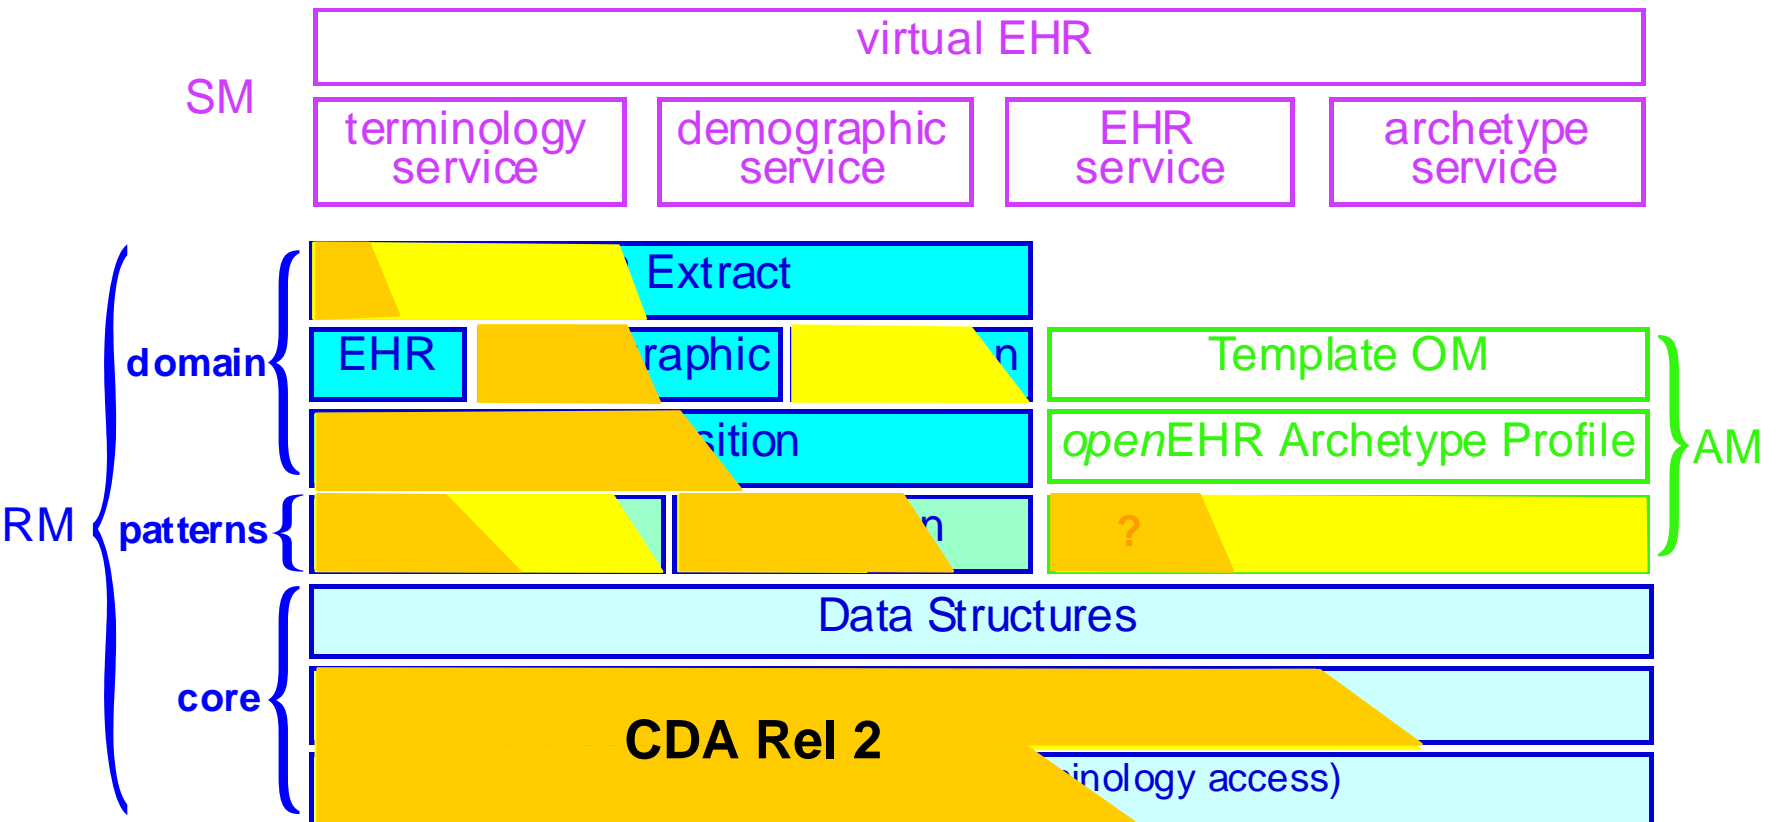 virtual EHR
SM
terminology
service
demographic
service
EHR
service
archetype
service
Extract
domain
EHR
raphic
n
Template OM
sition
openEHR Archetype Profile
AM
RM
patterns
n
?
Data Structures
core
CDA Rel 2
inology access)